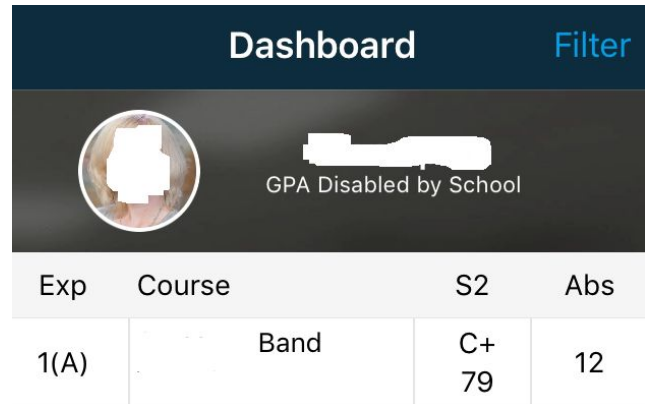 Dashboard Filter
GPA Disabled by School
Exp Course S2 Abs
1(A) Band C+ 79 12